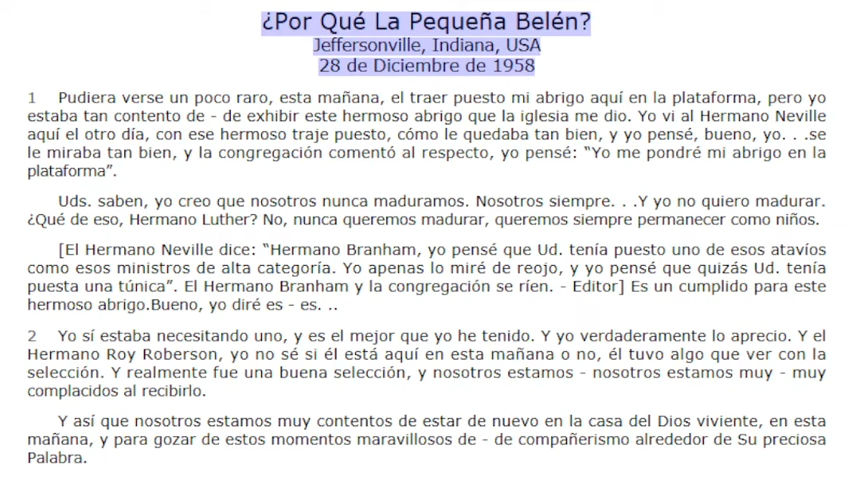 ¿Por Qué La Pequeña Belén?
Jeffersonville, Indiana, USA
28 de Diciembre de 1958
1 Pudiera verse un poco raro, esta mañana, el traer puesto mi abrigo aquí en la plataforma, pero yo
estaba tan contento de - de exhibir este hermoso abrigo que la iglesia me dio. Yo vi al Hermano Neville
aquí el otro día, con ese hermoso traje puesto, cómo le quedaba tan bien, y yo pensé, bueno, yo. . .se
le miraba tan bien, y la congregación comentó al respecto, yo pensé: “Yo me pondré mi abrigo en la
plataforma”.
Uds. saben, yo creo que nosotros nunca maduramos. Nosotros siempre. . .Y yo no quiero madurar.
¿Qué de eso, Hermano Luther? No, nunca queremos madurar, queremos siempre permanecer como niños.
[El Hermano Neville dice: “Hermano Branham, yo pensé que Ud. tenía puesto uno de esos atavíos
como esos ministros de alta categoría. Yo apenas lo miré de reojo, y yo pensé que quizás Ud. tenía
puesta una túnica”. El Hermano Branham y la congregación se ríen. - Editor] Es un cumplido para este
hermoso abrigo.Bueno, yo diré es - es. ..
2 Yo sí estaba necesitando uno, y es el mejor que yo he tenido. Y yo verdaderamente lo aprecio. Y el
Hermano Roy Roberson, yo no sé si él está aquí en esta mañana o no, él tuvo algo que ver con la
selección. Y realmente fue una buena selección, y nosotros estamos - nosotros estamos muy - muy
complacidos al recibirlo.
Y así que nosotros estamos muy contentos de estar de nuevo en la casa del Dios viviente, en esta
mañana, y para gozar de estos momentos maravillosos de - de compañerismo alrededor de Su preciosa
Palabra.